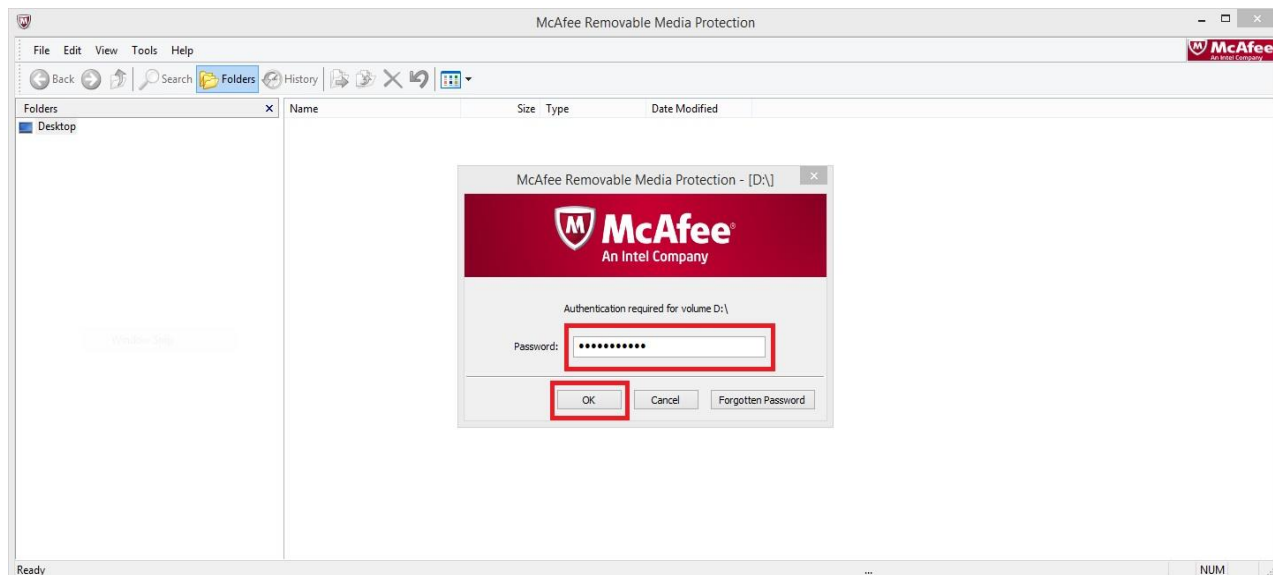 McAfee Removable Media Protection
File Edit View Tools Help
McAfee
An Intel Company
Back Search Folders History
Folders x Name Size Type Date Modified
Desktop
McAfee Removable Media Protection - [D:\]
McAfee®
An Intel Company
Authentication required for volume D:\
Password: •••••••••••
OK Cancel Forgotten Password
Ready ... NUM